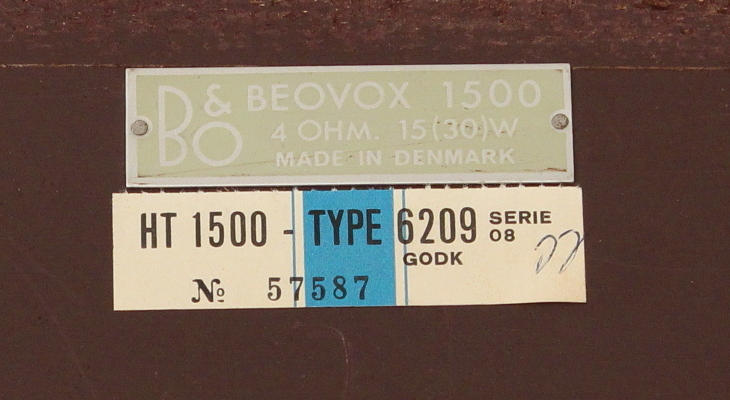 B&O BEOVOX 1500
4 OHM. 15(30)W
MADE IN DENMARK
HT 1500 - TYPE 6209 SERIE 08
GODK
№ 57587